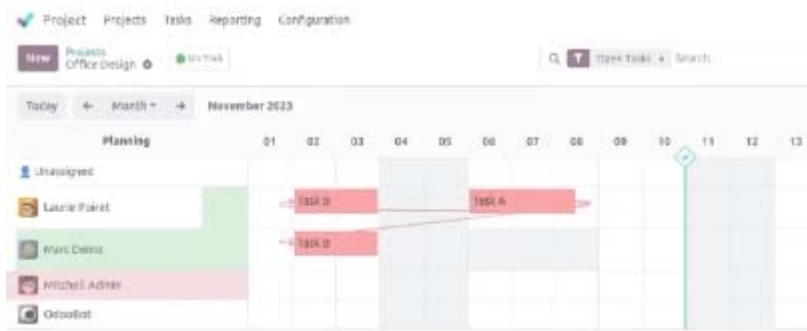 Project Projects Tasks Reporting Configuration
New Projects
Office Design
Open Tasks x Search...
Today ← Month → November 2023
Planning 01 02 03 04 05 06 07 08 09 10 11 12 13
Unassigned
Laurie Poiret Task B Task A
Marc Demo Task B
Mitchell Admin
OdooBot